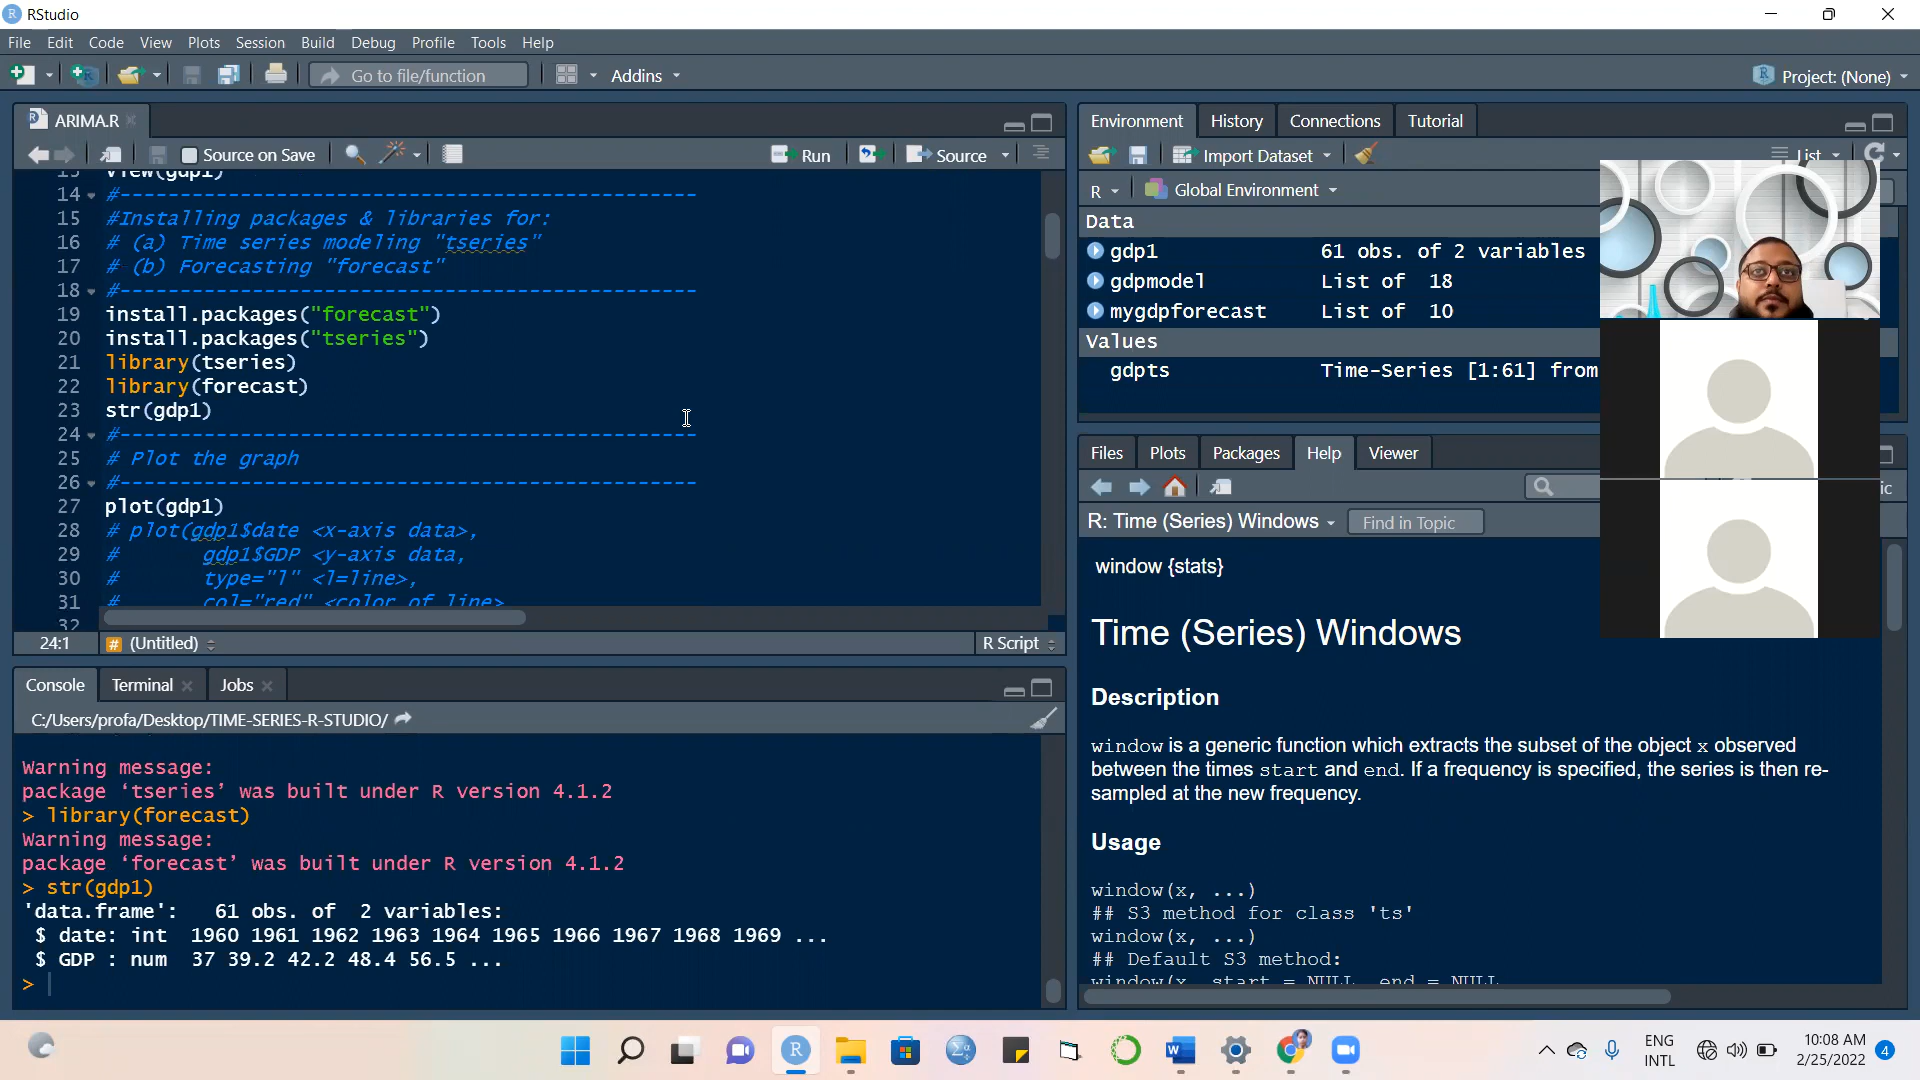 RStudio
File Edit Code View Plots Session Build Debug Profile Tools Help
Go to file/function Addins Project: (None)
ARIMA.R
Source on Save Run Source
13 View(gdp1)
14 #------------------------------------------------
15 #Installing packages & libraries for:
16 # (a) Time series modeling "tseries"
17 # (b) Forecasting "forecast"
18 #------------------------------------------------
19 install.packages("forecast")
20 install.packages("tseries")
21 library(tseries)
22 library(forecast)
23 str(gdp1)
24 #------------------------------------------------
25 # Plot the graph
26 #------------------------------------------------
27 plot(gdp1)
28 # plot(gdp1$date <x-axis data>,
29 # gdp1$GDP <y-axis data,
30 # type="l" <l=line>,
31 # col="red" <color of line>
32
24:1 # (Untitled) R Script
Console Terminal Jobs
C:/Users/profa/Desktop/TIME-SERIES-R-STUDIO/
Warning message:
package ‘tseries’ was built under R version 4.1.2
> library(forecast)
Warning message:
package ‘forecast’ was built under R version 4.1.2
> str(gdp1)
'data.frame': 61 obs. of 2 variables:
$ date: int 1960 1961 1962 1963 1964 1965 1966 1967 1968 1969 ...
$ GDP : num 37 39.2 42.2 48.4 56.5 ...
>
Environment History Connections Tutorial
Import Dataset List
R Global Environment
Data
gdp1 61 obs. of 2 variables
gdpmodel List of 18
mygdpforecast List of 10
Values
gdpts Time-Series [1:61] from
Files Plots Packages Help Viewer
R: Time (Series) Windows Find in Topic
window {stats}
Time (Series) Windows
Description
window is a generic function which extracts the subset of the object x observed
between the times start and end. If a frequency is specified, the series is then re-
sampled at the new frequency.
Usage
window(x, ...)
## S3 method for class 'ts'
window(x, ...)
## Default S3 method:
window(x, start = NULL, end = NULL,
ENG
INTL
10:08 AM
2/25/2022
4